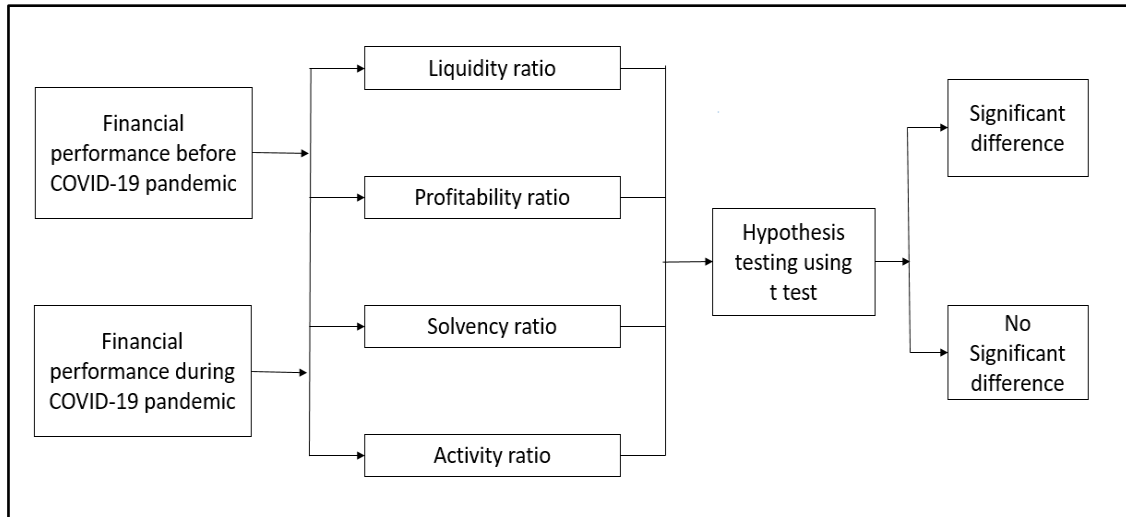 Financial
performance before
COVID-19 pandemic
Financial
performance during
COVID-19 pandemic
Liquidity ratio
Profitability ratio
Solvency ratio
Activity ratio
Hypothesis
testing using
t test
Significant
difference
No
Significant
difference